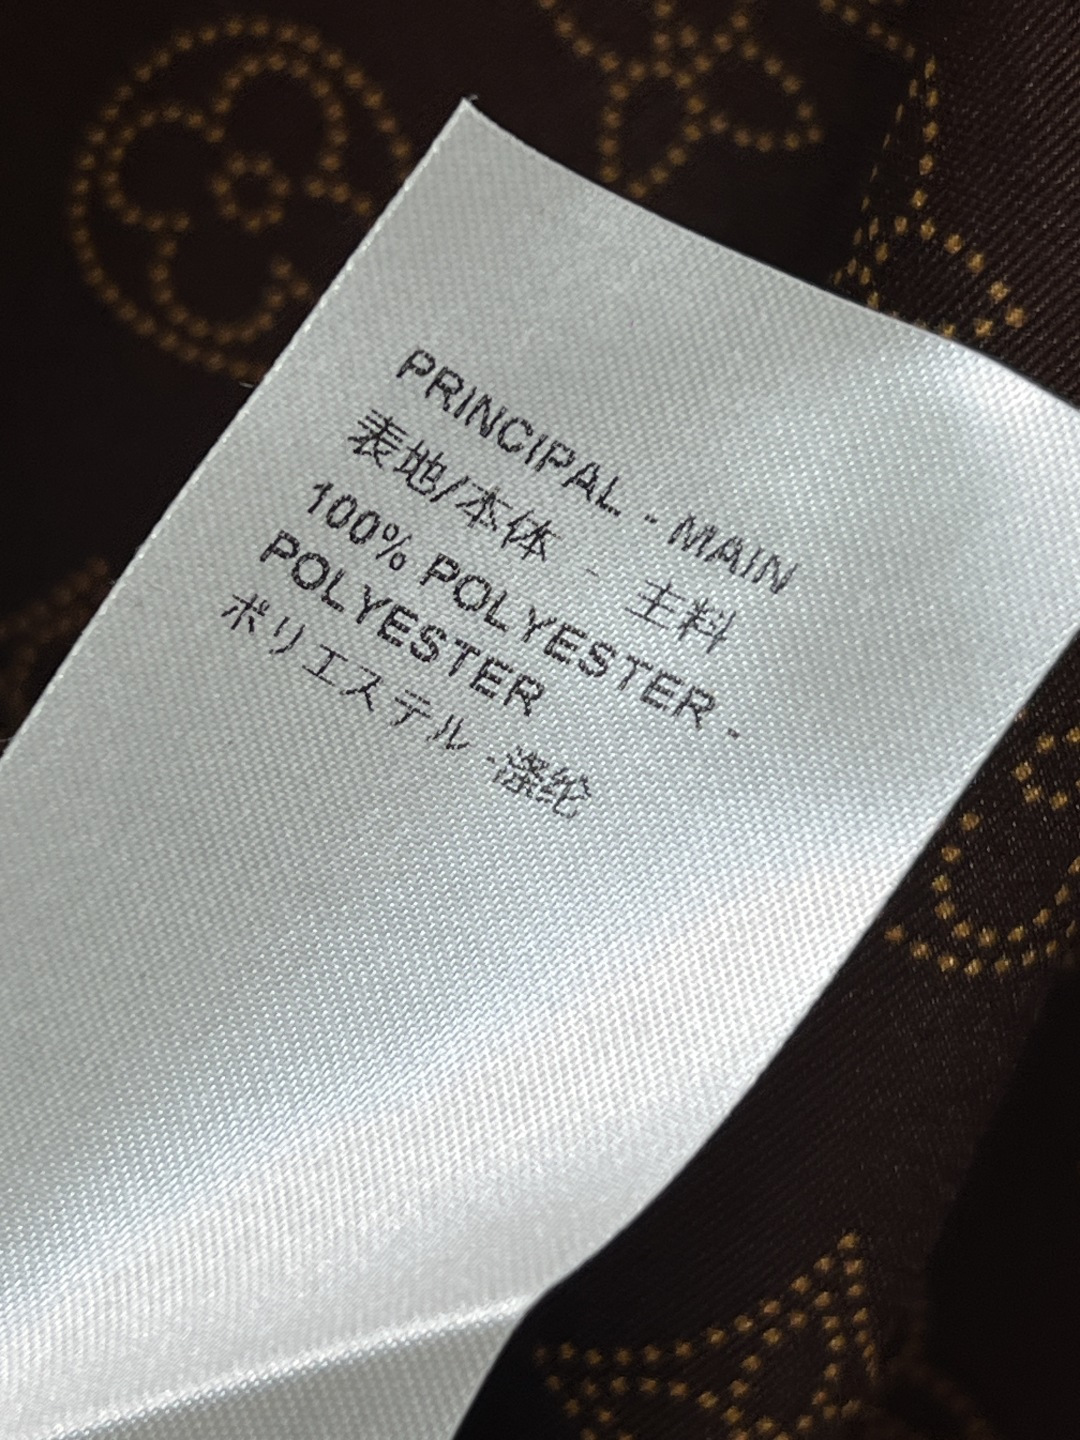 PRINCIPAL - MAIN
表地/本体 - 主料
100% POLYESTER -
POLYESTER
ポリエステル -涤纶